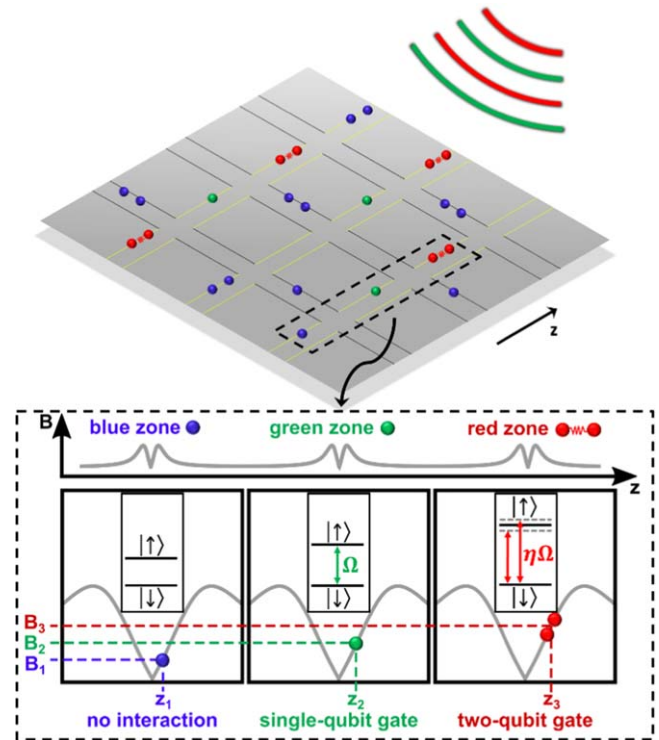 z
B
blue zone
green zone
red zone
z
|↑⟩
|↓⟩
|↑⟩
Ω
|↓⟩
|↑⟩
ηΩ
|↓⟩
B₃
B₂
B₁
z₁
z₂
z₃
no interaction
single-qubit gate
two-qubit gate